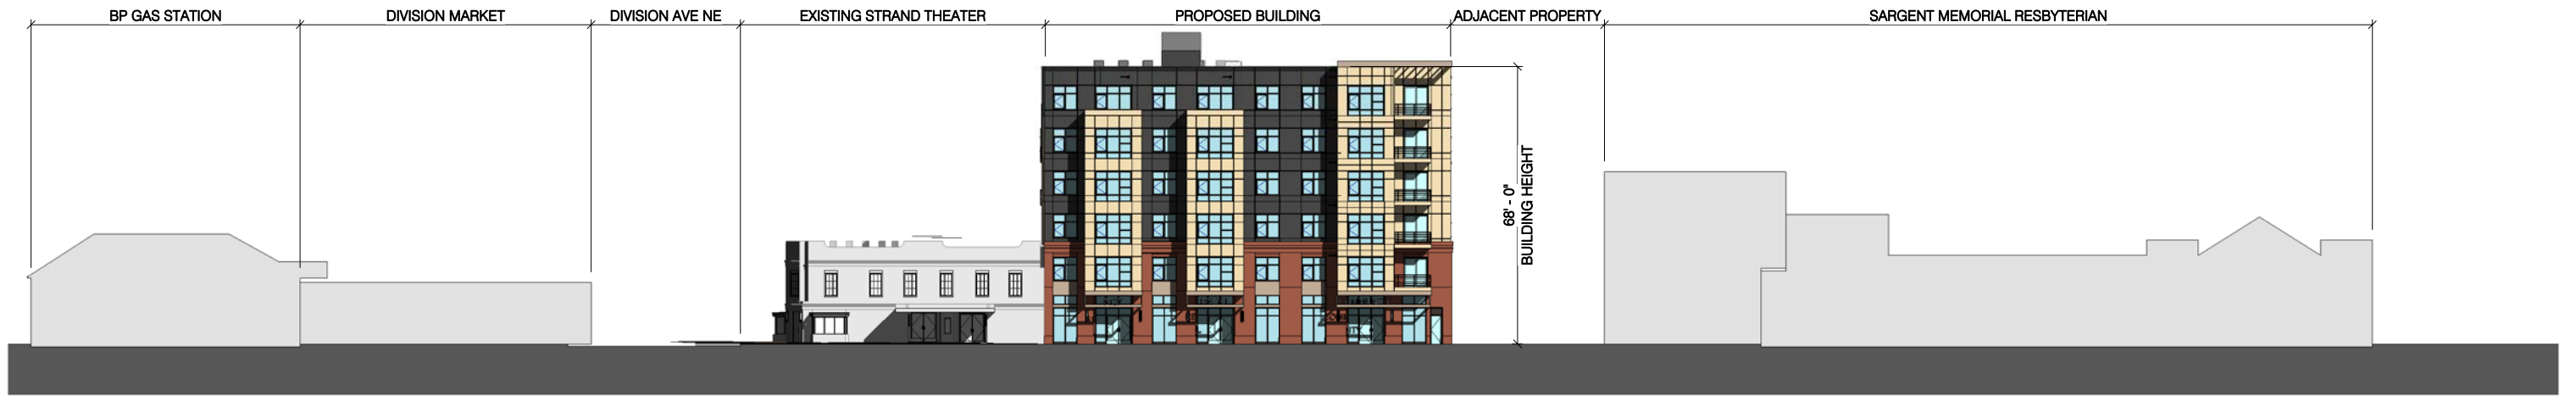 BP GAS STATION
DIVISION MARKET
DIVISION AVE NE
EXISTING STRAND THEATER
PROPOSED BUILDING
ADJACENT PROPERTY
SARGENT MEMORIAL RESBYTERIAN
68' - 0"
BUILDING HEIGHT